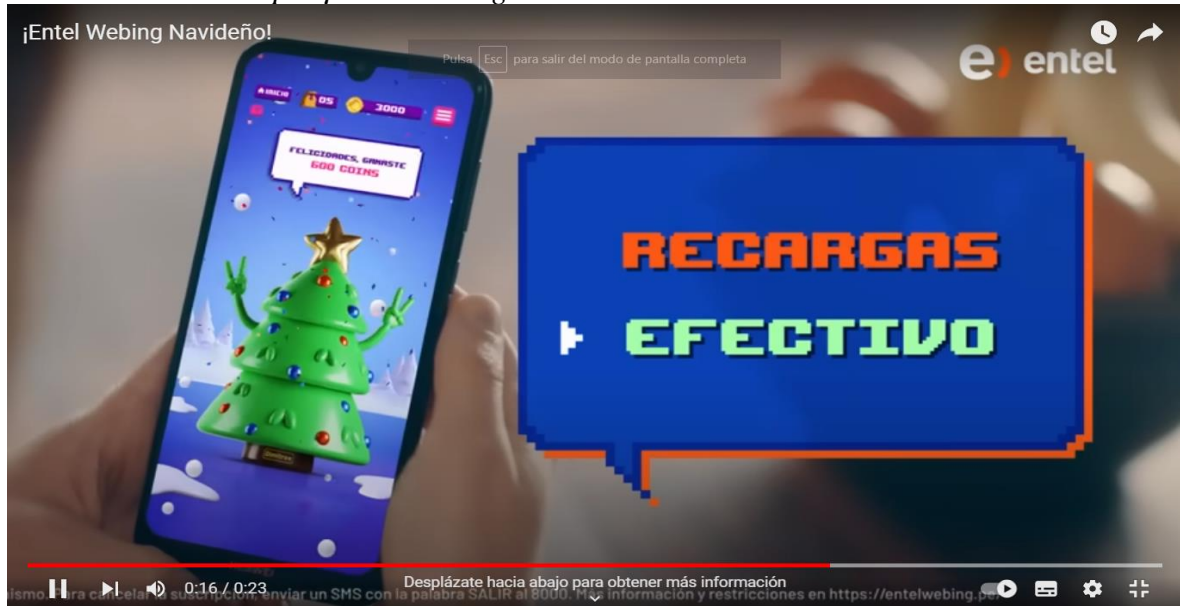 ¡Entel Webing Navideño!
Pulsa Esc para salir del modo de pantalla completa
e) entel
INICIO
05
3000
FELICIDADES, GANASTE
600 COINS
RECARGAS
EFECTIVO
0:16 / 0:23
Desplázate hacia abajo para obtener más información
ismo. Para cancelar la suscripción, enviar un SMS con la palabra SALIR al 8000. Más información y restricciones en https://entelwebing.pe